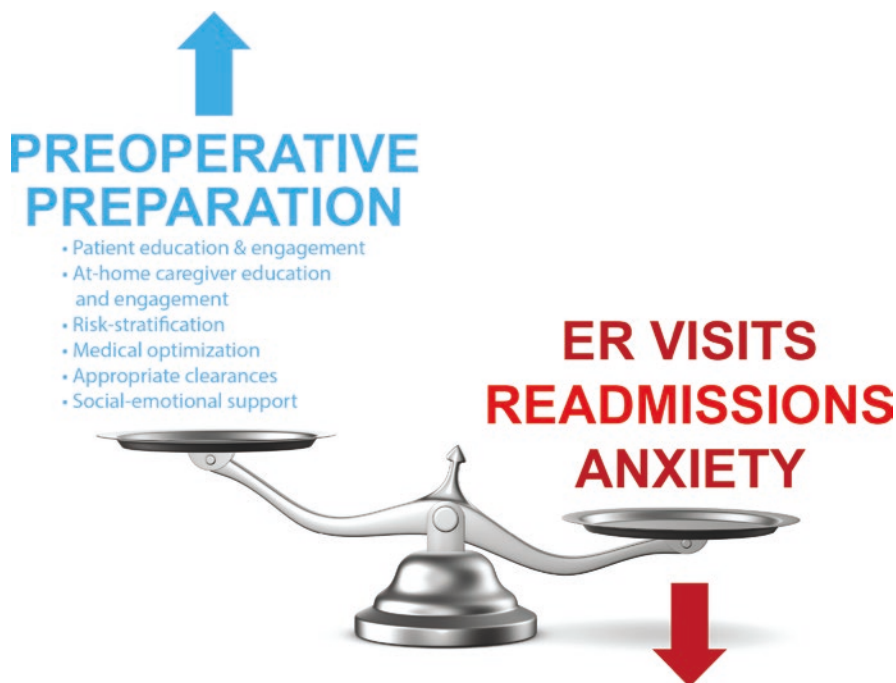 PREOPERATIVE
PREPARATION
• Patient education & engagement
• At-home caregiver education
and engagement
• Risk-stratification
• Medical optimization
• Appropriate clearances
• Social-emotional support
ER VISITS
READMISSIONS
ANXIETY